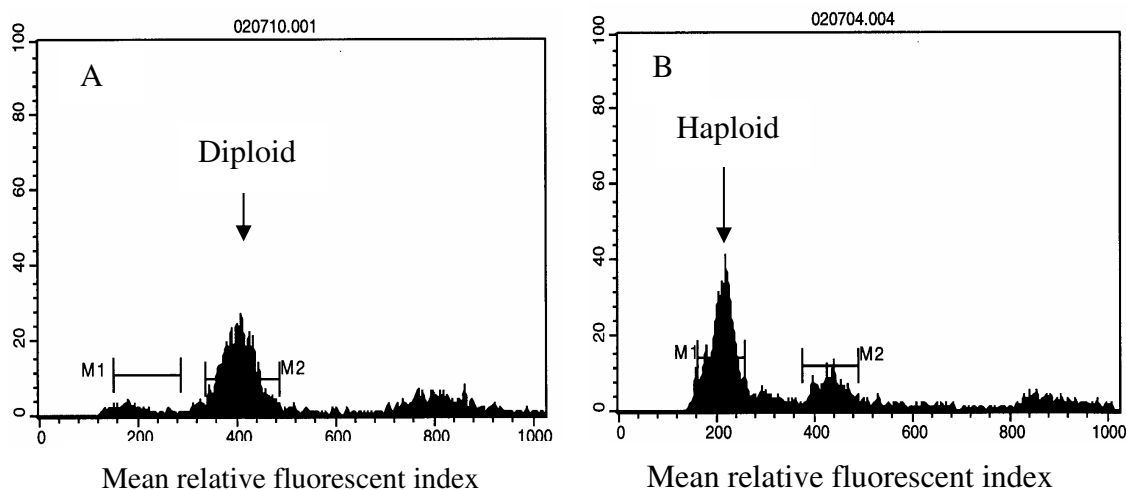 020710.001
A
Diploid
M1
M2
100
80
60
40
20
0
0 200 400 600 800 1000
Mean relative fluorescent index
020704.004
B
Haploid
M1
M2
100
80
60
40
20
0
0 200 400 600 800 1000
Mean relative fluorescent index